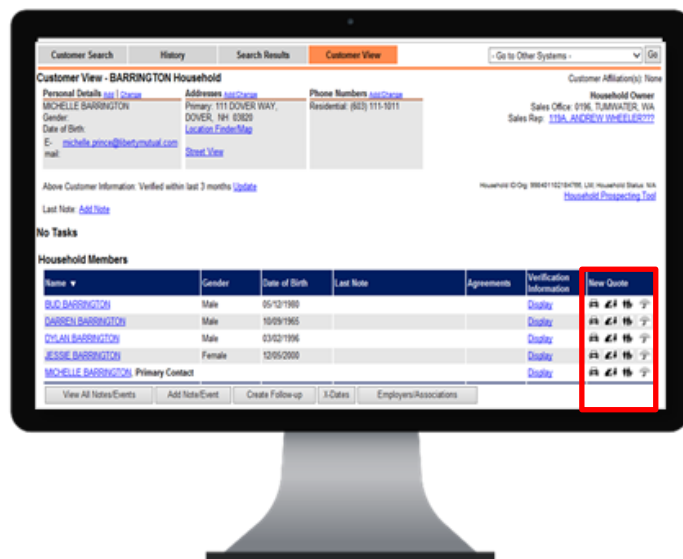 Customer Search History Search Results Customer View - Go to Other Systems - Go
Customer View - BARRINGTON Household Customer Affiliation(s): None
Personal Details Add | Change Addresses Add/Change Phone Numbers Add/Change Household Owner
MICHELLE BARRINGTON Primary: 111 DOVER WAY, Residential: (603) 111-1011 Sales Office: 0196, TUMWATER, WA
Gender: DOVER, NH 03820 Sales Rep: 119A, ANDREW WHEELER???
Date of Birth: Location Finder/Map
E-mail: michelle.prince@libertymutual.com Street View
Above Customer Information: Verified within last 3 months Update Household ID/Org: LM; Household Status: N/A
Household Prospecting Tool
Last Note: Add Note
No Tasks
Household Members
Name ▼ Gender Date of Birth Last Note Agreements Verification Information New Quote
BUD BARRINGTON Male 05/12/1980 Display
DARREN BARRINGTON Male 10/09/1965 Display
DYLAN BARRINGTON Male 03/02/1996 Display
JESSIE BARRINGTON Female 12/05/2000 Display
MICHELLE BARRINGTON, Primary Contact Display
View All Notes/Events Add Note/Event Create Follow-up X-Dates Employers/Associations